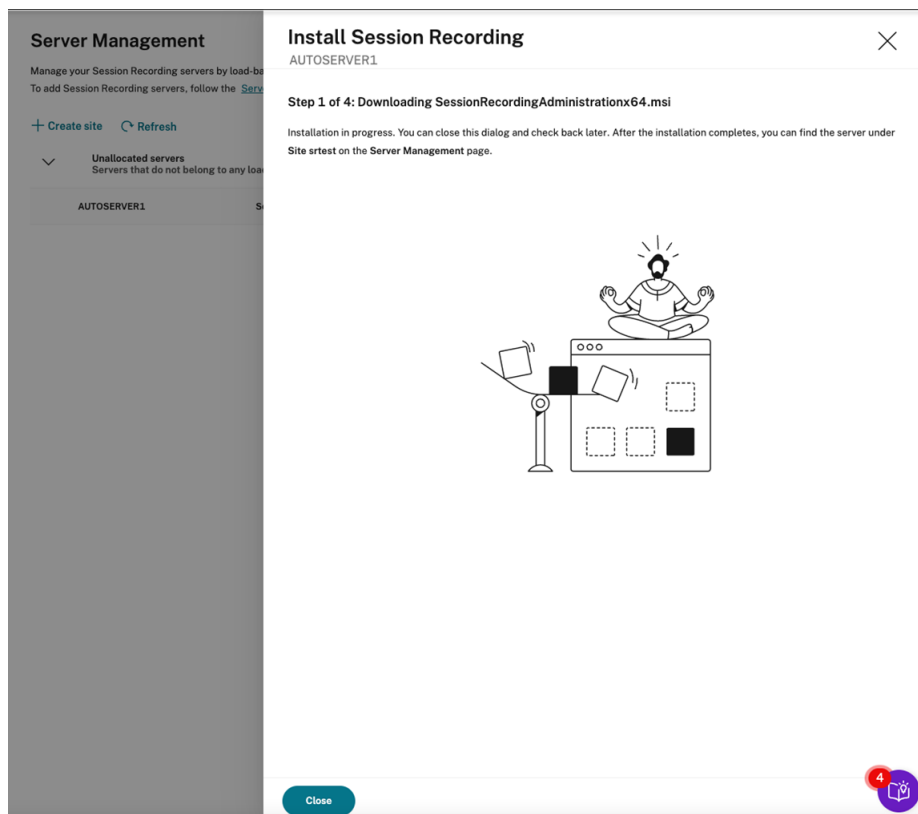 Server Management
Manage your Session Recording servers by load-ba
To add Session Recording servers, follow the Serv
Create site Refresh
Unallocated servers
Servers that do not belong to any loa
AUTOSERVER1 S
Install Session Recording
AUTOSERVER1
Step 1 of 4: Downloading SessionRecordingAdministrationx64.msi
Installation in progress. You can close this dialog and check back later. After the installation completes, you can find the server under
Site srtest on the Server Management page.
4
Close